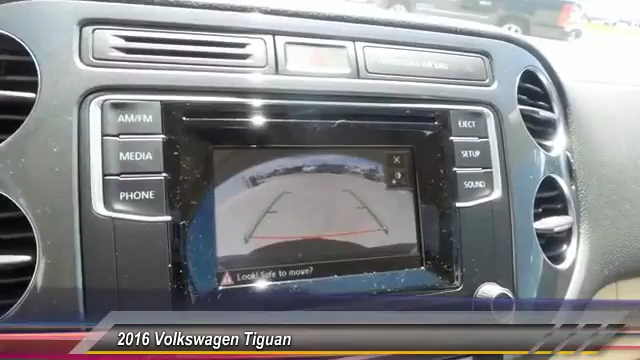 AM/FM
EJECT
MEDIA
SETUP
PHONE
SOUND
Look! Safe to move?
2016 Volkswagen Tiguan